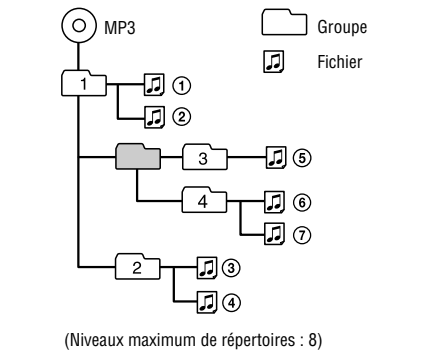 MP3
Groupe
Fichier
1
①
②
3
⑤
4
⑥
⑦
2
③
④
(Niveaux maximum de répertoires : 8)